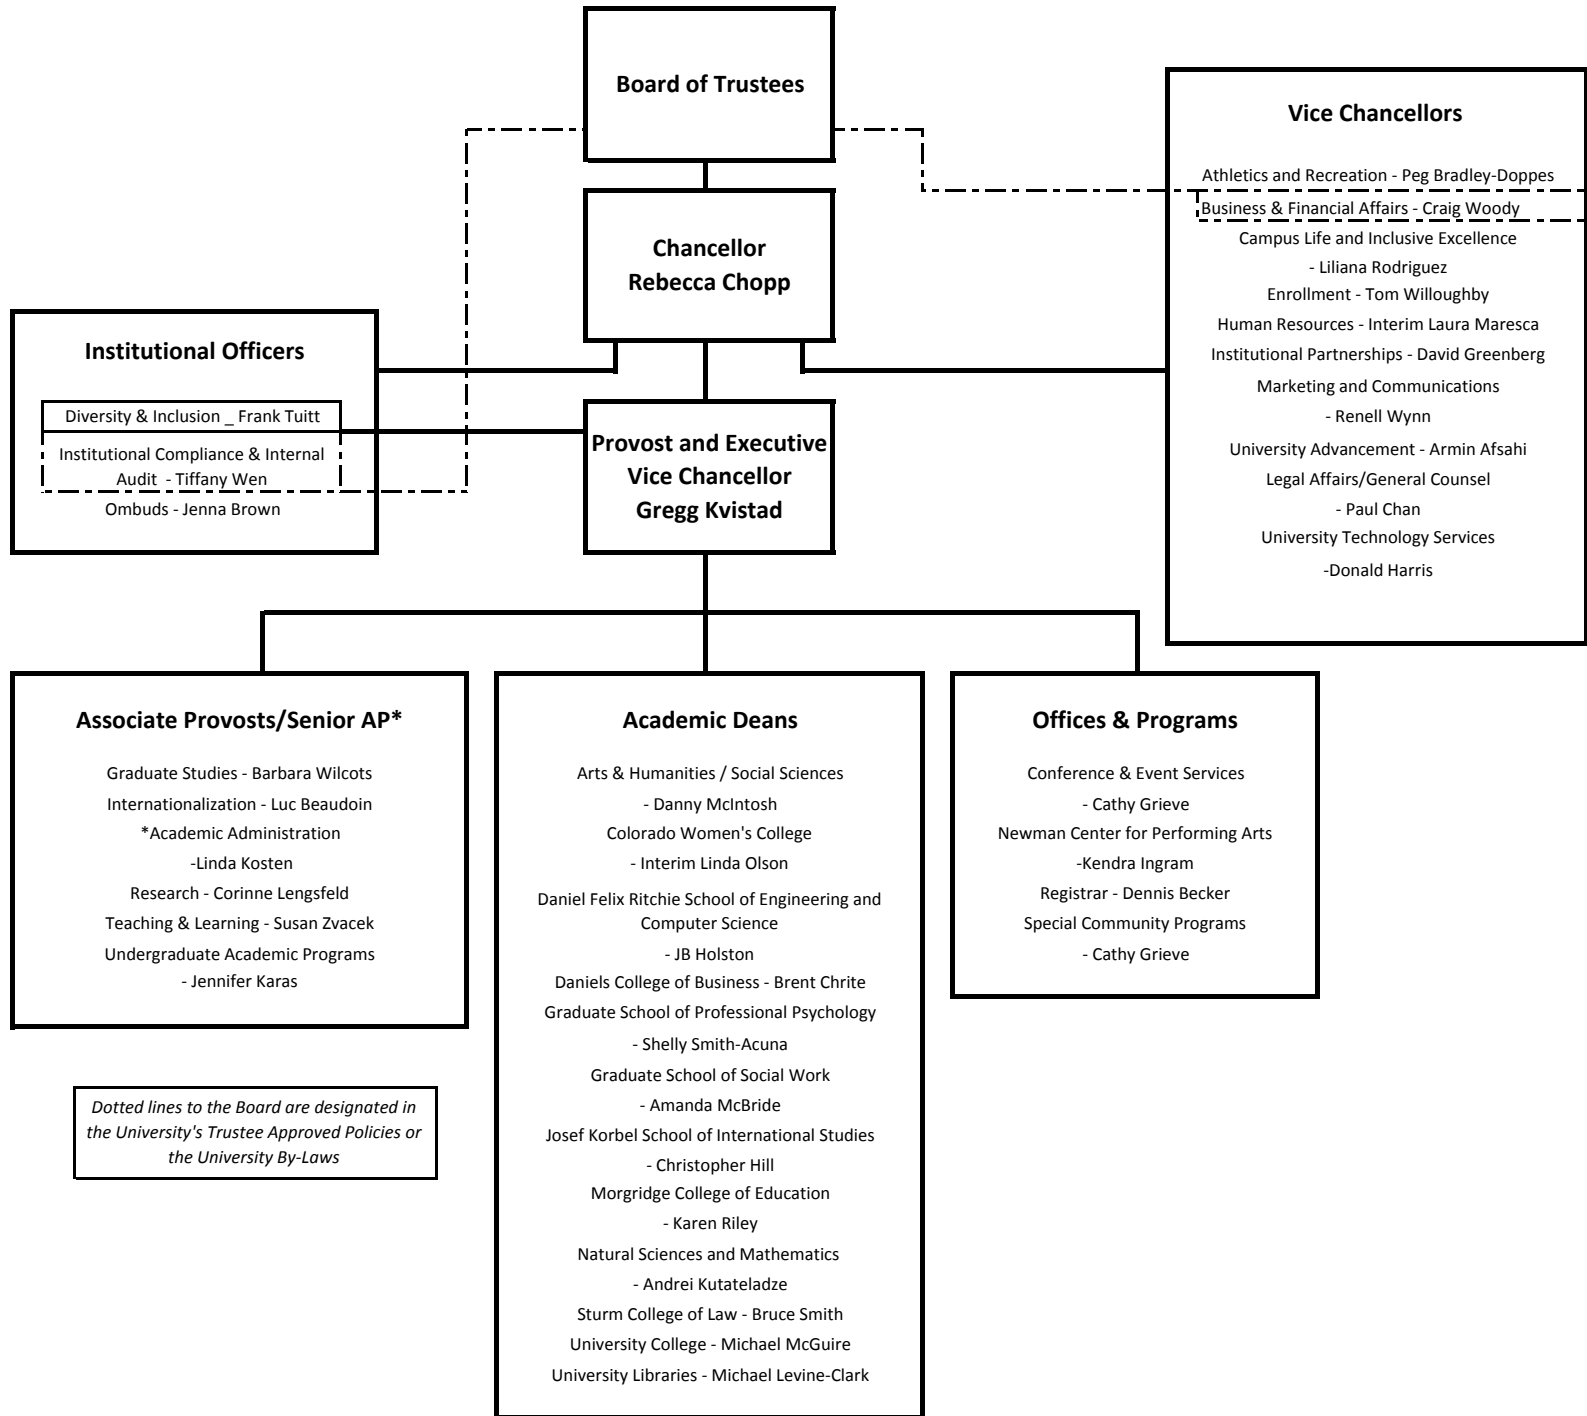 Board of Trustees
Vice Chancellors
Athletics and Recreation - Peg Bradley-Doppes
Business & Financial Affairs - Craig Woody
Campus Life and Inclusive Excellence
- Liliana Rodriguez
Enrollment - Tom Willoughby
Human Resources - Interim Laura Maresca
Institutional Partnerships - David Greenberg
Marketing and Communications
- Renell Wynn
University Advancement - Armin Afsahi
Legal Affairs/General Counsel
- Paul Chan
University Technology Services
-Donald Harris
Chancellor
Rebecca Chopp
Institutional Officers
Diversity & Inclusion _ Frank Tuitt
Institutional Compliance & Internal
Audit - Tiffany Wen
Ombuds - Jenna Brown
Provost and Executive
Vice Chancellor
Gregg Kvistad
Associate Provosts/Senior AP*
Graduate Studies - Barbara Wilcots
Internationalization - Luc Beaudoin
*Academic Administration
-Linda Kosten
Research - Corinne Lengsfeld
Teaching & Learning - Susan Zvacek
Undergraduate Academic Programs
- Jennifer Karas
Academic Deans
Arts & Humanities / Social Sciences
- Danny McIntosh
Colorado Women's College
- Interim Linda Olson
Daniel Felix Ritchie School of Engineering and
Computer Science
- JB Holston
Daniels College of Business - Brent Chrite
Graduate School of Professional Psychology
- Shelly Smith-Acuna
Graduate School of Social Work
- Amanda McBride
Josef Korbel School of International Studies
- Christopher Hill
Morgridge College of Education
- Karen Riley
Natural Sciences and Mathematics
- Andrei Kutateladze
Sturm College of Law - Bruce Smith
University College - Michael McGuire
University Libraries - Michael Levine-Clark
Offices & Programs
Conference & Event Services
- Cathy Grieve
Newman Center for Performing Arts
-Kendra Ingram
Registrar - Dennis Becker
Special Community Programs
- Cathy Grieve
Dotted lines to the Board are designated in
the University's Trustee Approved Policies or
the University By-Laws